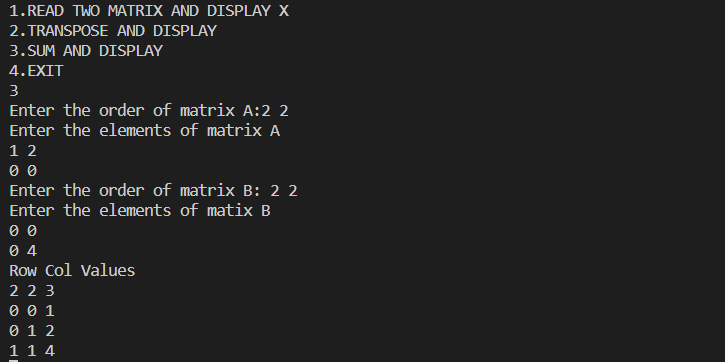 1.READ TWO MATRIX AND DISPLAY X
2.TRANSPOSE AND DISPLAY
3.SUM AND DISPLAY
4.EXIT
3
Enter the order of matrix A:2 2
Enter the elements of matrix A
1 2
0 0
Enter the order of matrix B: 2 2
Enter the elements of matix B
0 0
0 4
Row Col Values
2 2 3
0 0 1
0 1 2
1 1 4